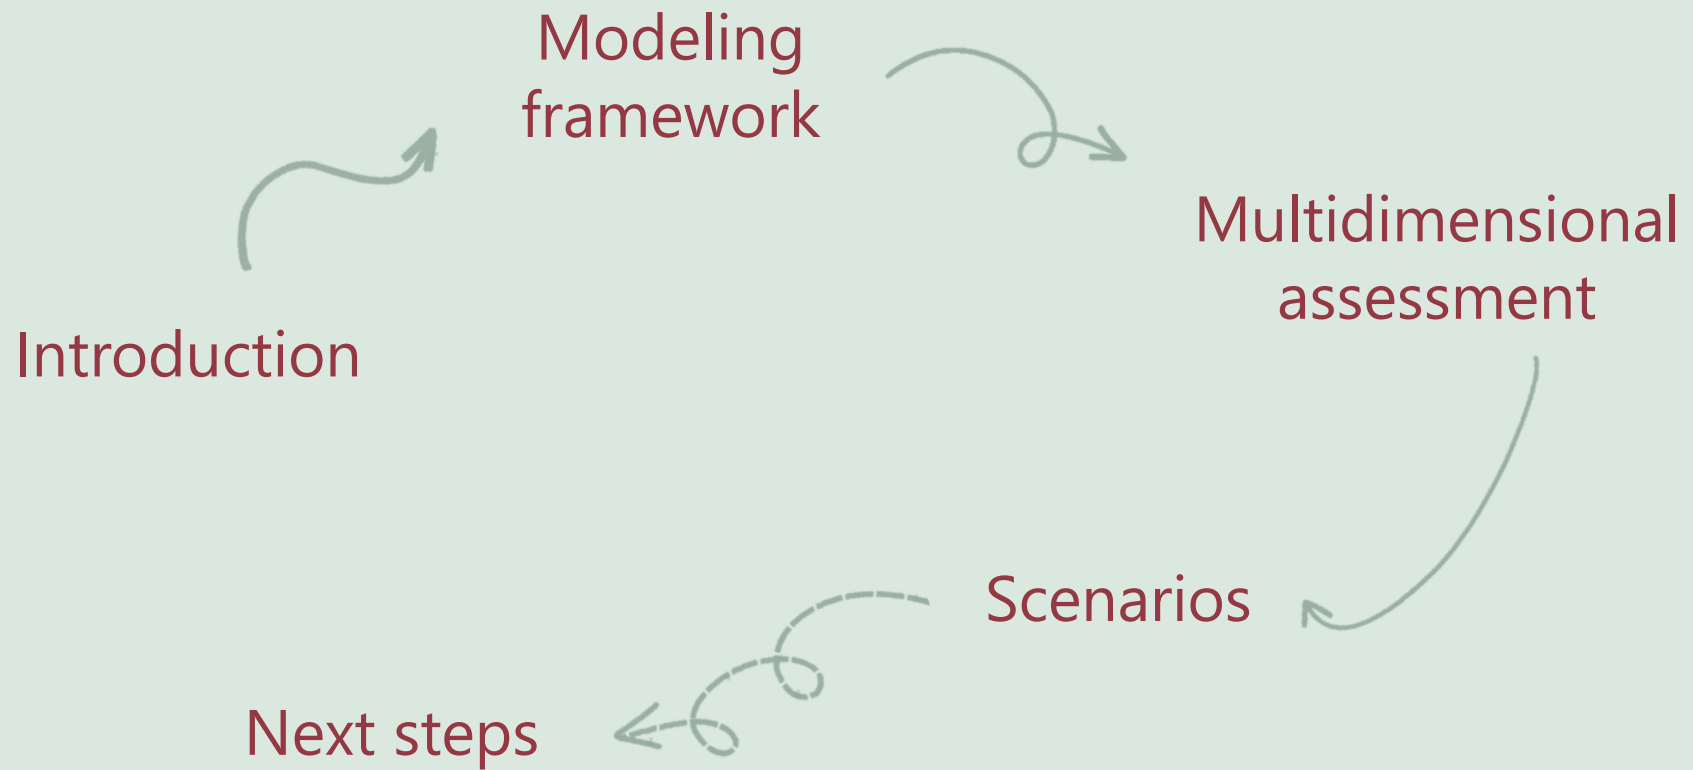 Introduction
Modeling
framework
Multidimensional
assessment
Scenarios
Next steps